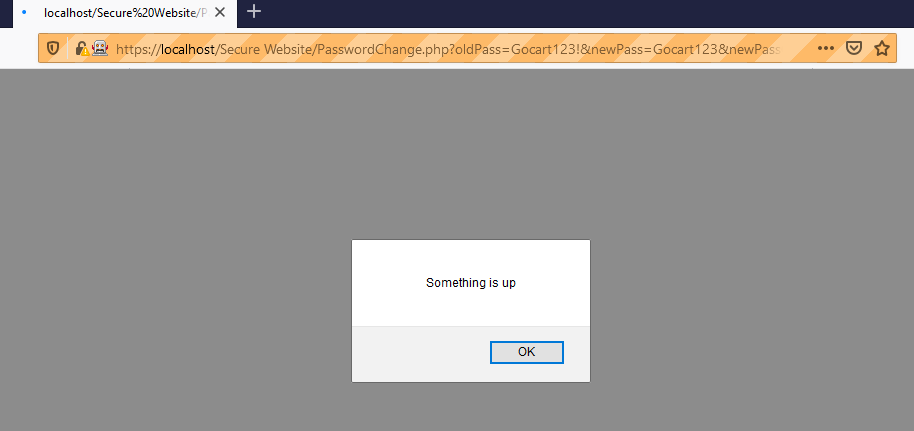 localhost/Secure%20Website/P
https://localhost/Secure Website/PasswordChange.php?oldPass=Gocart123!&newPass=Gocart123&newPass
Something is up
OK